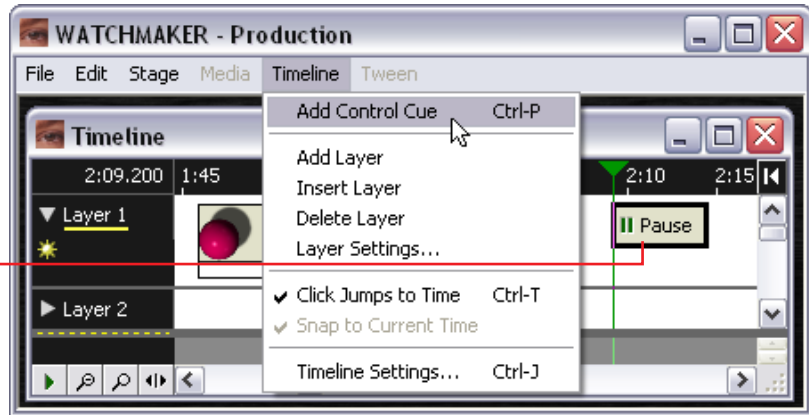 WATCHMAKER - Production
File Edit Stage Media Timeline Tween
Add Control Cue Ctrl-P
Add Layer
Insert Layer
Delete Layer
Layer Settings...
Click Jumps to Time Ctrl-T
Snap to Current Time
Timeline Settings... Ctrl-J
Timeline
2:09.200 1:45 2:10 2:15
Layer 1
Pause
Layer 2